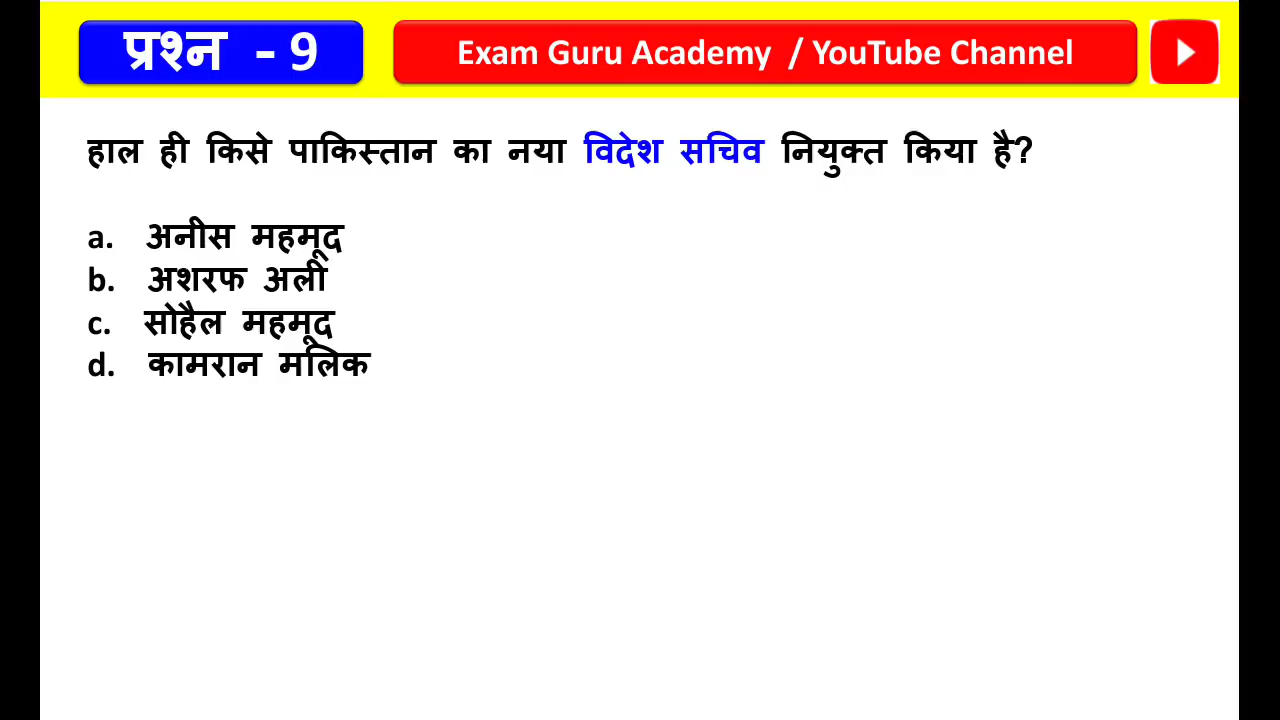 प्रश्न - 9
Exam Guru Academy / YouTube Channel
हाल ही किसे पाकिस्तान का नया विदेश सचिव नियुक्त किया है?
a. अनीस महमूद
b. अशरफ अली
c. सोहैल महमूद
d. कामरान मलिक